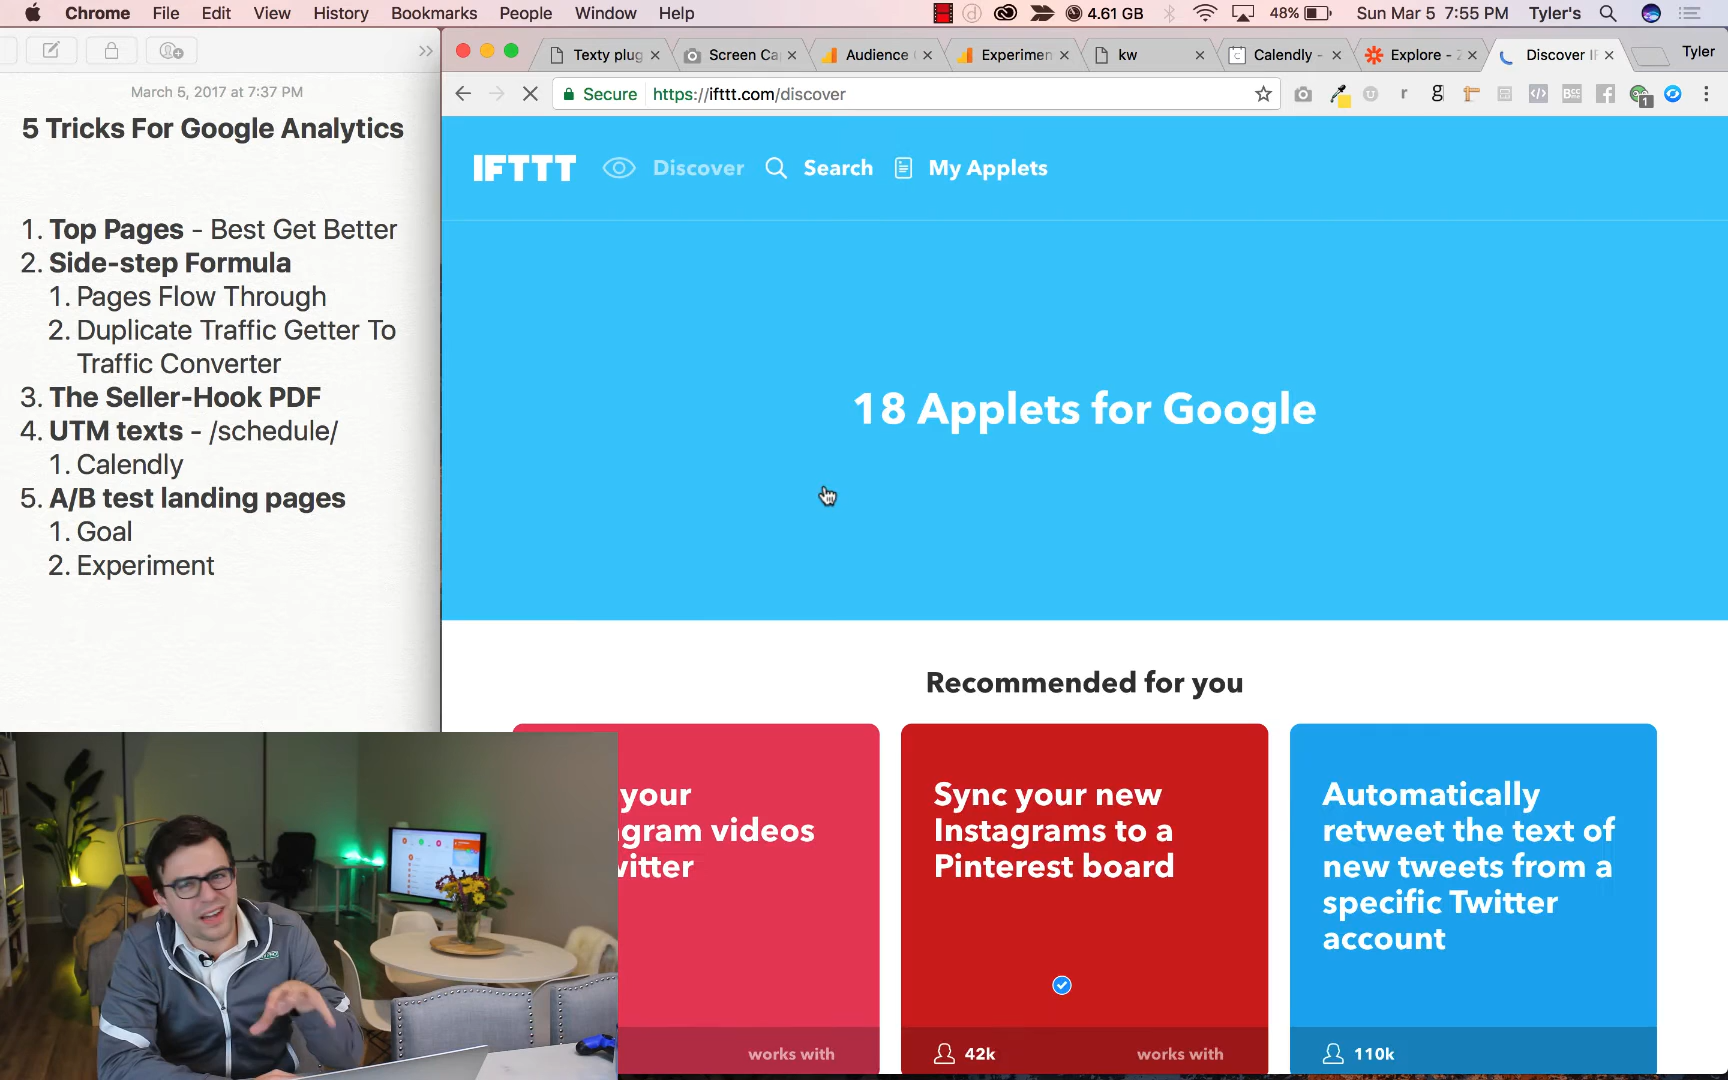 Chrome File Edit View History Bookmarks People Window Help 4.61 GB 48% Sun Mar 5 7:55 PM Tyler's
March 5, 2017 at 7:37 PM
5 Tricks For Google Analytics
1. Top Pages - Best Get Better
2. Side-step Formula
1. Pages Flow Through
2. Duplicate Traffic Getter To
Traffic Converter
3. The Seller-Hook PDF
4. UTM texts - /schedule/
1. Calendly
5. A/B test landing pages
1. Goal
2. Experiment
Texty plug Screen Ca Audience Experimen kw Calendly - Explore - Discover I Tyler
Secure https://ifttt.com/discover
IFTTT Discover Search My Applets
18 Applets for Google
Recommended for you
your
gram videos
itter
works with
Sync your new
Instagrams to a
Pinterest board
42k works with
Automatically
retweet the text of
new tweets from a
specific Twitter
account
110k